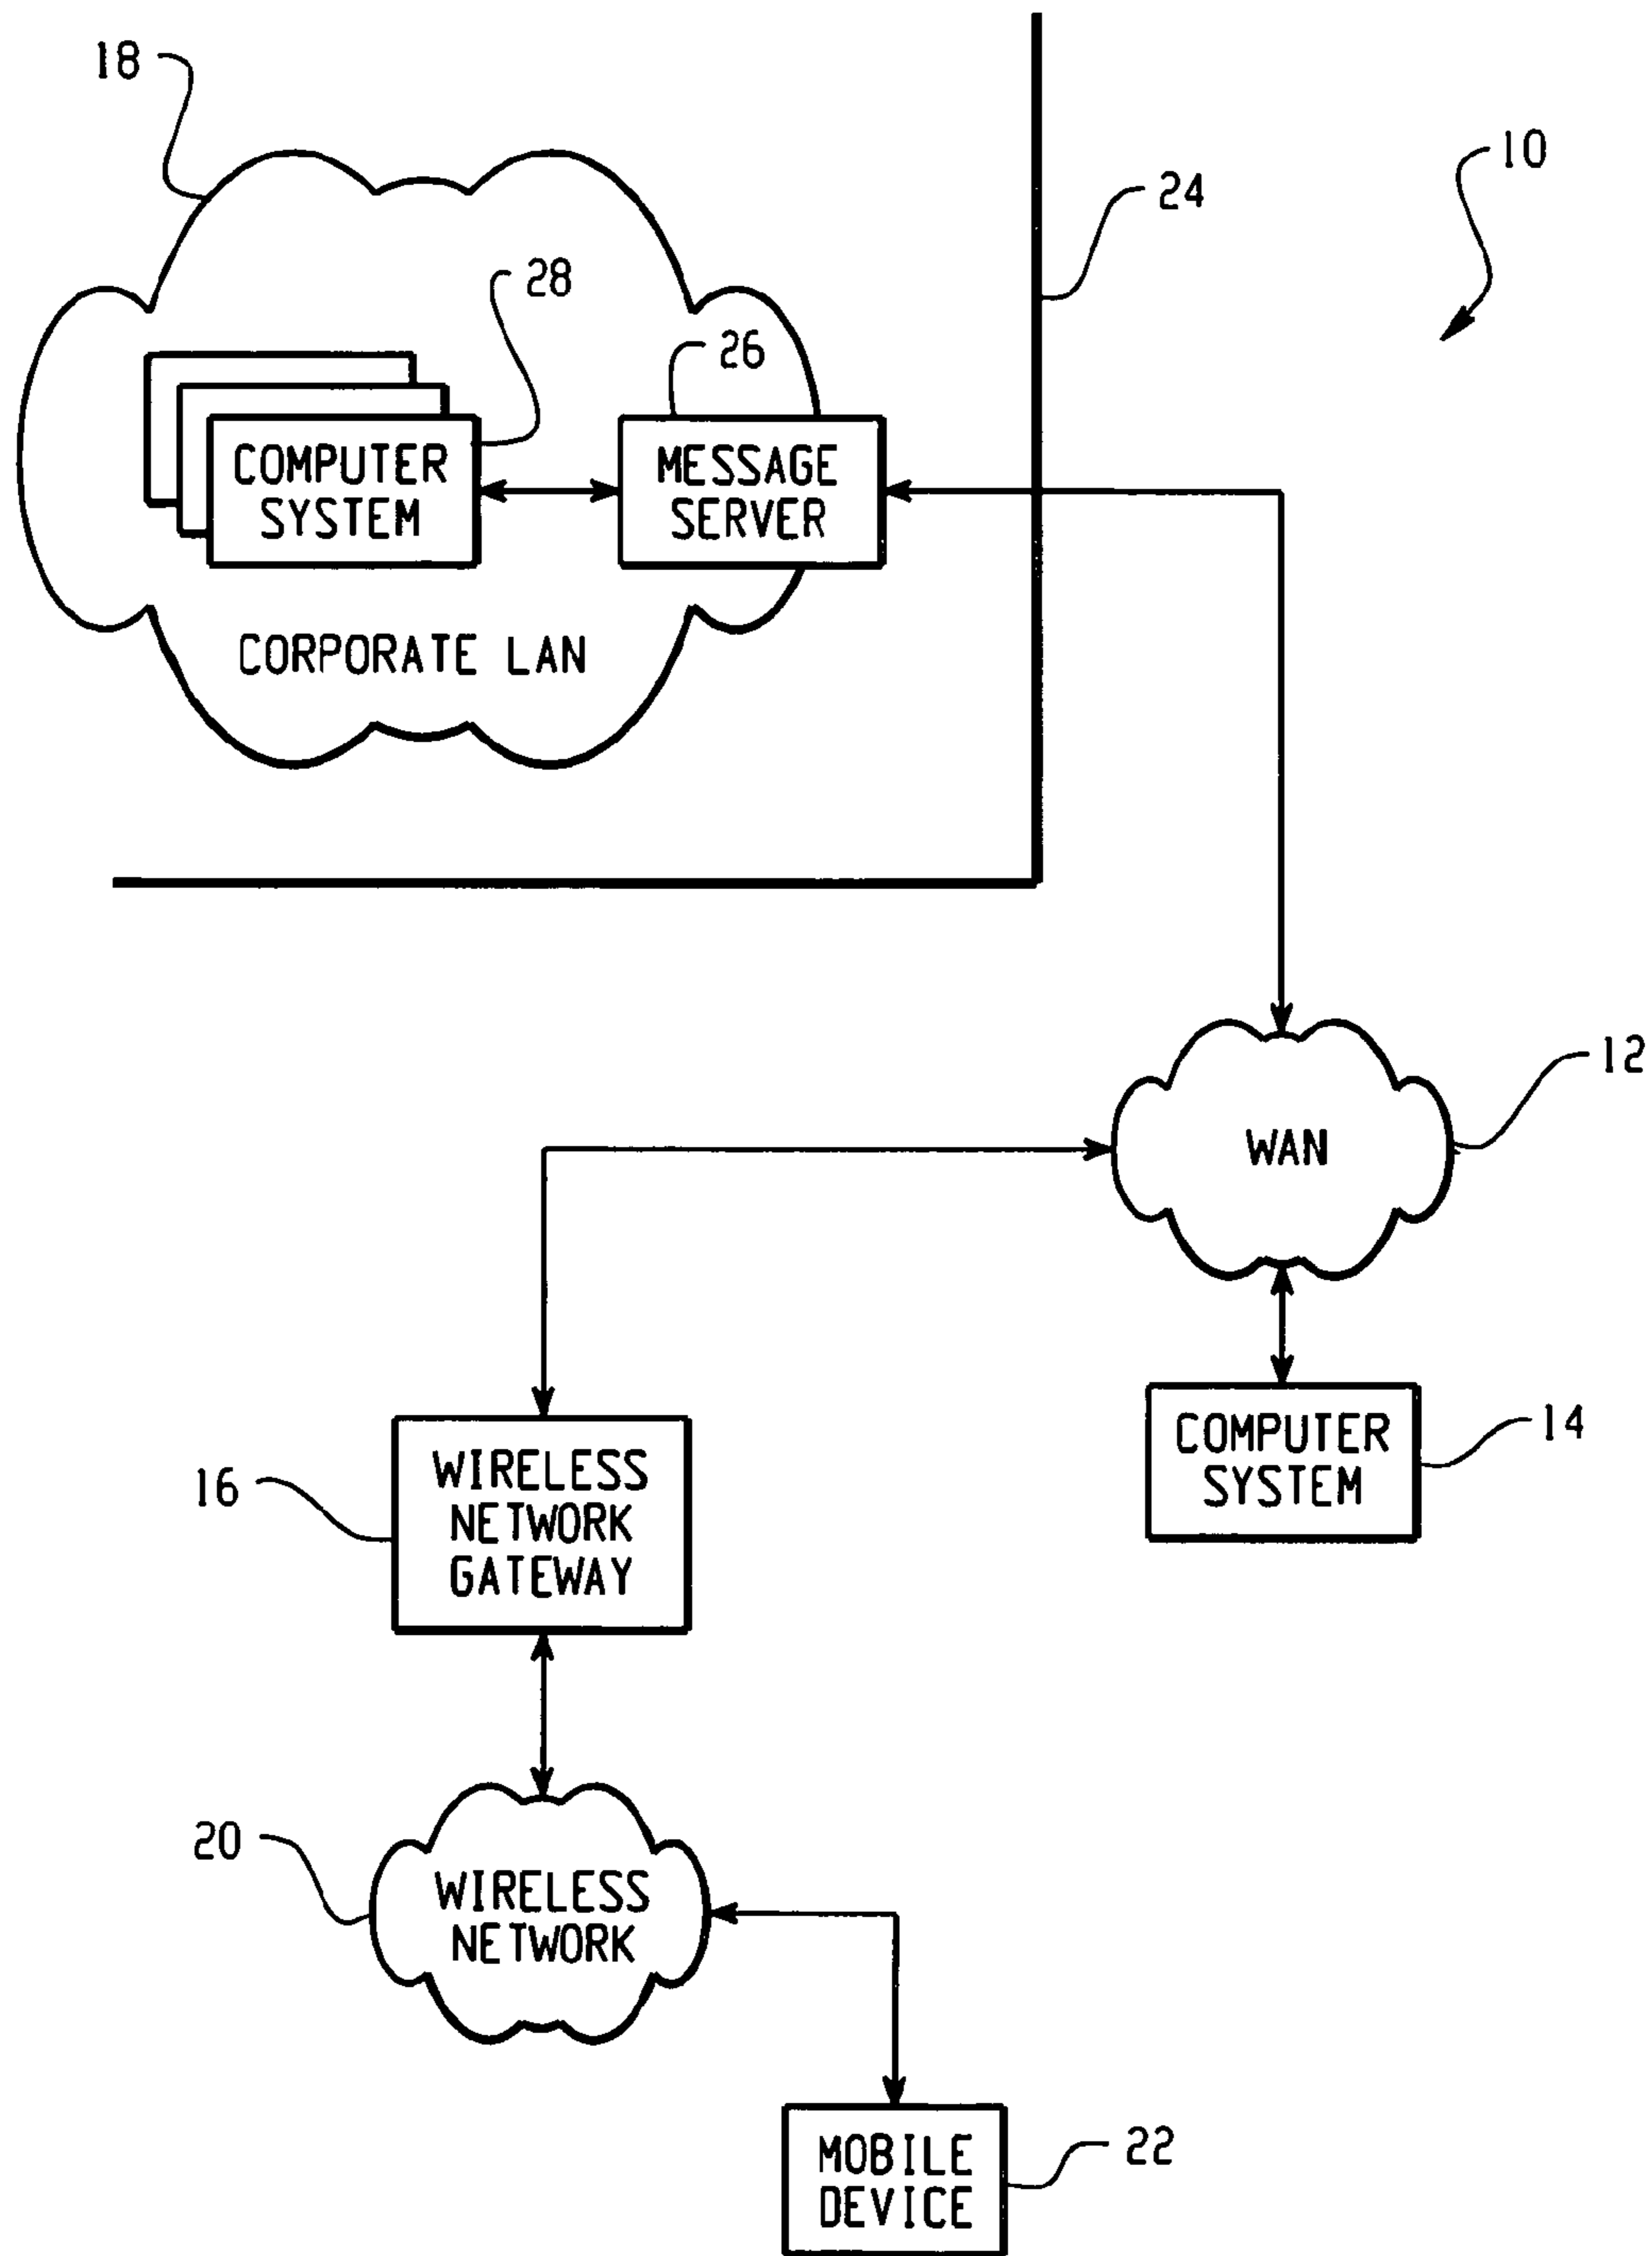 18
10
24
28
26
COMPUTER
SYSTEM
MESSAGE
SERVER
CORPORATE LAN
12
WAN
14
COMPUTER
SYSTEM
16
WIRELESS
NETWORK
GATEWAY
20
WIRELESS
NETWORK
22
MOBILE
DEVICE